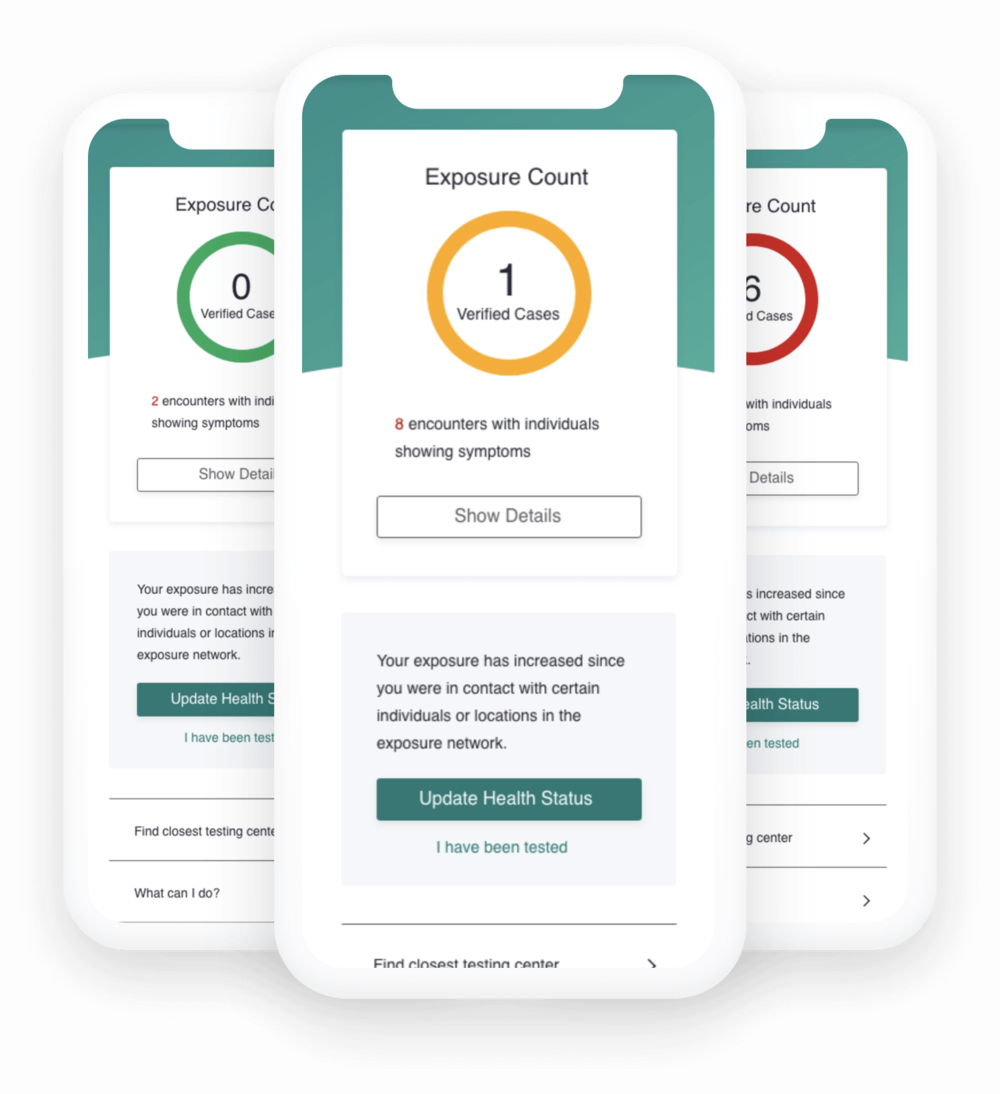 Exposure Co
0
Verified Case
2 encounters with indi
showing symptoms
Show Detai
Your exposure has incre
you were in contact with
individuals or locations in
exposure network.
Update Health S
I have been test
Find closest testing cente
What can I do?
Exposure Count
1
Verified Cases
8 encounters with individuals
showing symptoms
Show Details
Your exposure has increased since
you were in contact with certain
individuals or locations in the
exposure network.
Update Health Status
I have been tested
Find closest testing center
re Count
6
d Cases
with individuals
oms
Details
s increased since
ct with certain
ations in the
Health Status
en tested
g center